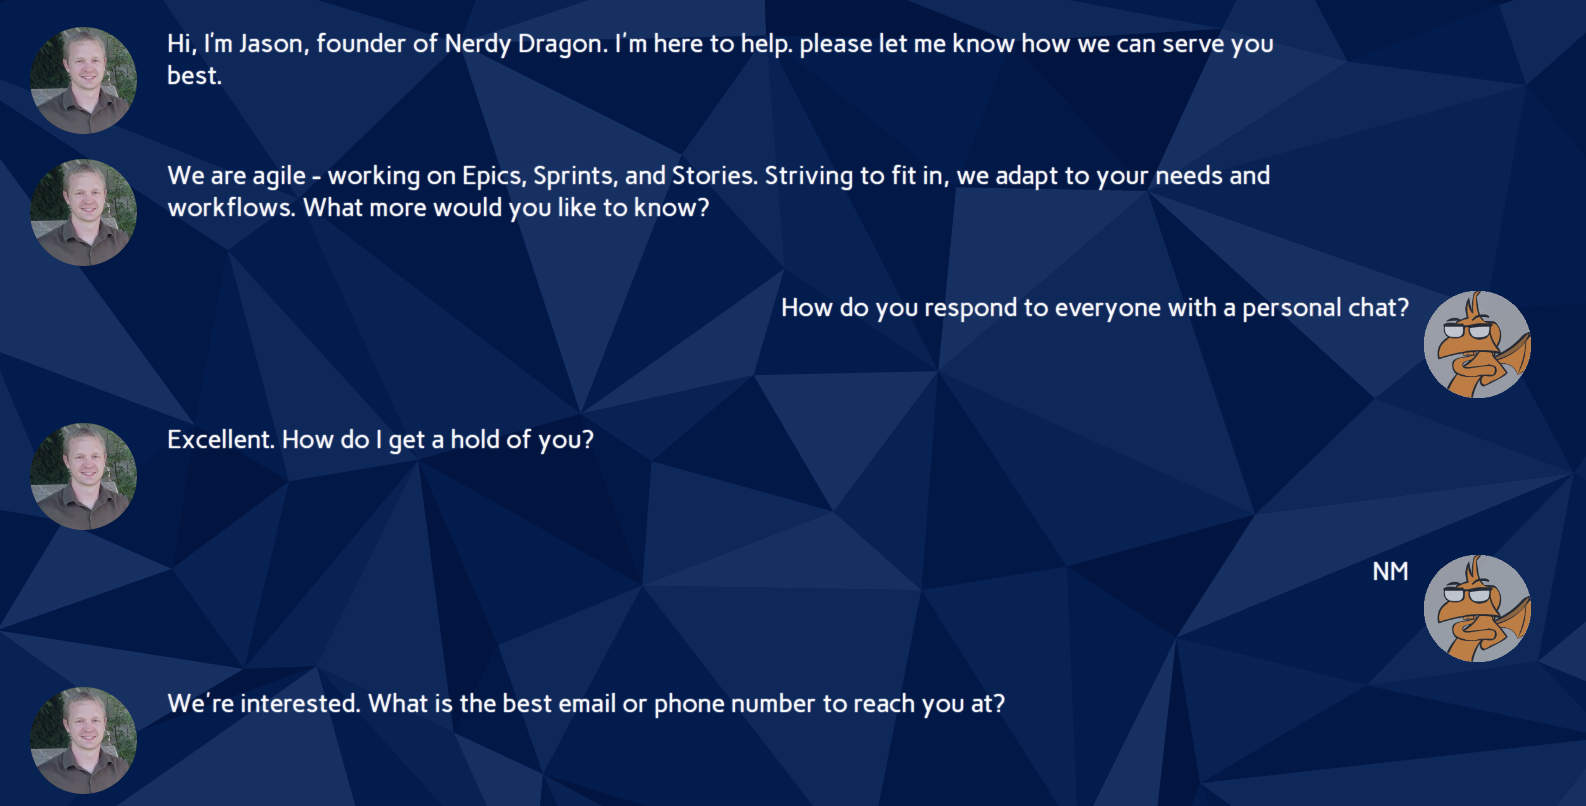 Hi, I'm Jason, founder of Nerdy Dragon. I'm here to help. please let me know how we can serve you
best.
We are agile - working on Epics, Sprints, and Stories. Striving to fit in, we adapt to your needs and
workflows. What more would you like to know?
How do you respond to everyone with a personal chat?
Excellent. How do I get a hold of you?
NM
We're interested. What is the best email or phone number to reach you at?